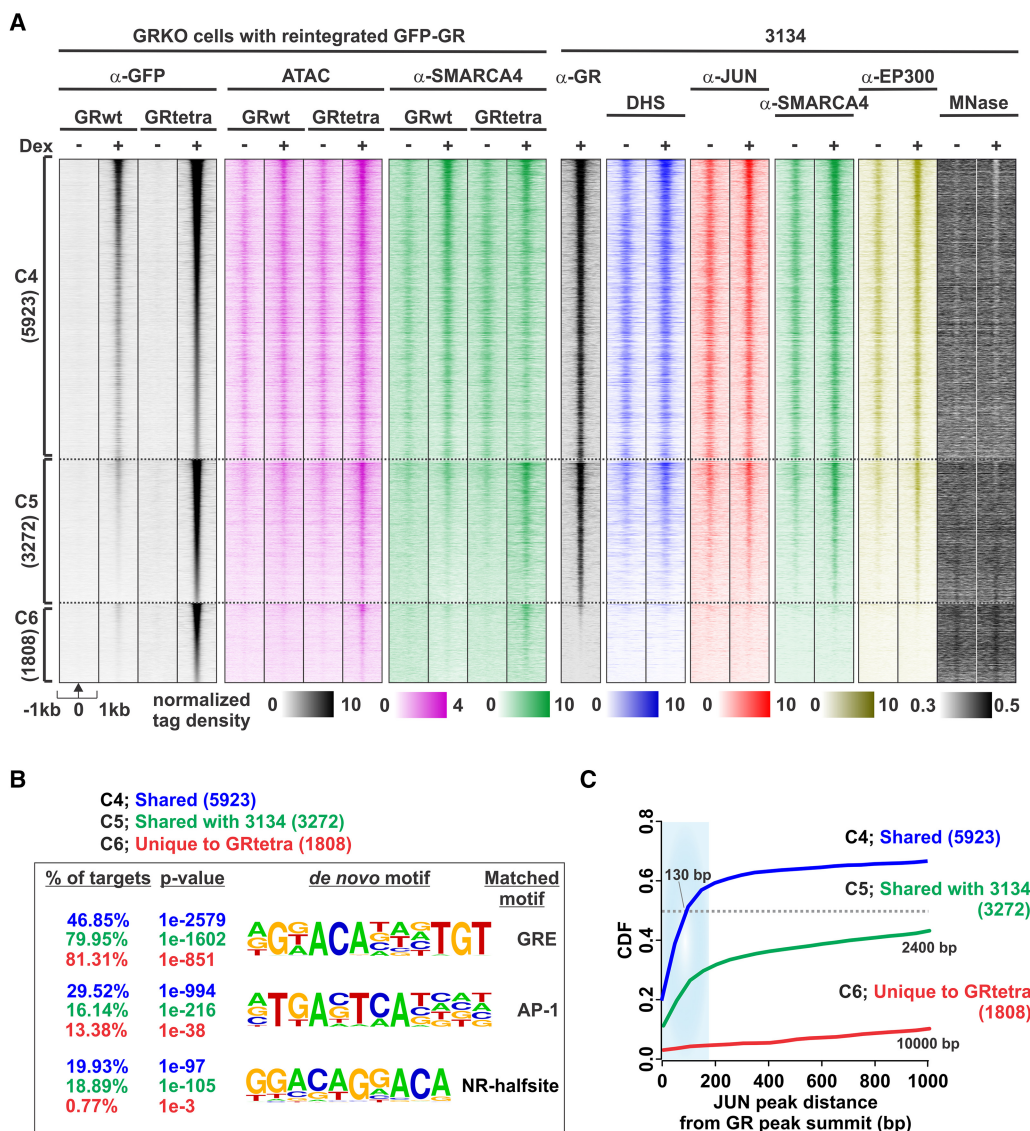 A
GRKO cells with reintegrated GFP-GR
3134
α-GFP
ATAC
α-SMARCA4
α-GR
DHS
α-JUN
α-SMARCA4
α-EP300
MNase
GRwt GRtetra GRwt GRtetra GRwt GRtetra
Dex - + - + - + - + - + - + + - + - + - + - + - +
C4
(5923)
C5
(3272)
C6
(1808)
-1kb 0 1kb
normalized
tag density
0 10 0 4 0 10 0 10 0 10 0 10 0.3 0.5
B
C4; Shared (5923)
C5; Shared with 3134 (3272)
C6; Unique to GRtetra (1808)
% of targets p-value de novo motif Matched
motif
46.85% 1e-2579
79.95% 1e-1602
81.31% 1e-851
GRE
29.52% 1e-994
16.14% 1e-216
13.38% 1e-38
AP-1
19.93% 1e-97
18.89% 1e-105
0.77% 1e-3
NR-halfsite
C
CDF
0.8
0.6
0.4
0.2
0.0
130 bp
C4; Shared (5923)
C5; Shared with 3134
(3272)
2400 bp
C6; Unique to GRtetra
(1808)
10000 bp
0 200 400 600 800 1000
JUN peak distance
from GR peak summit (bp)